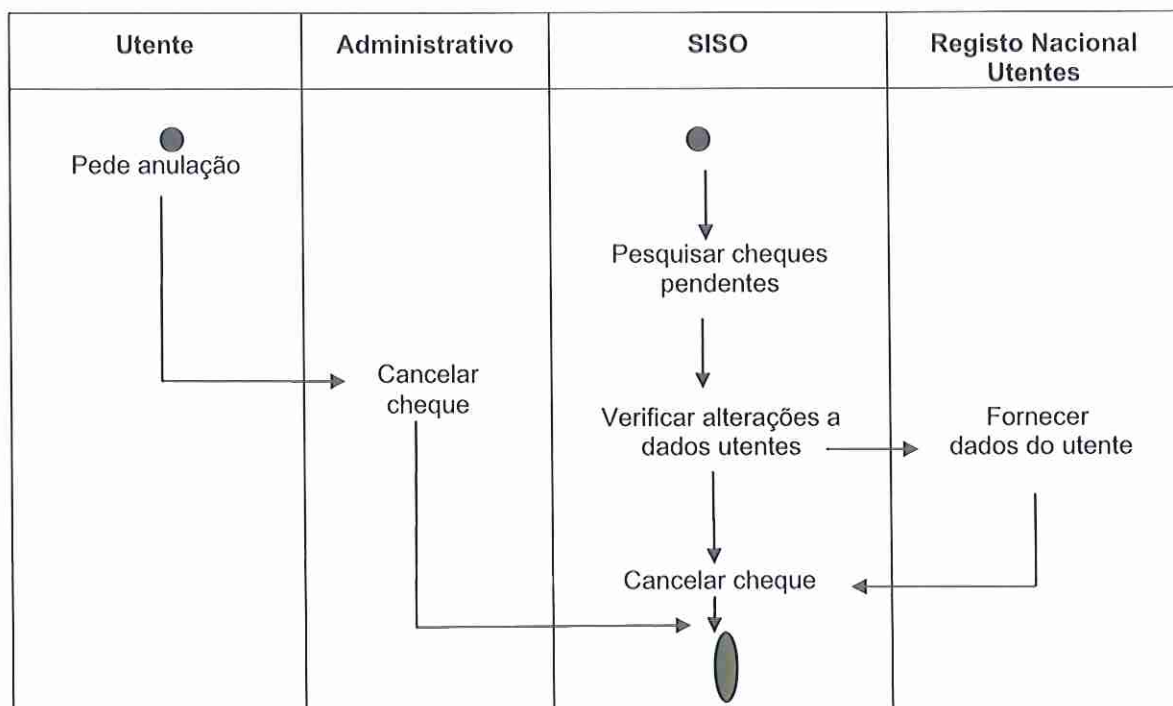 Utente
Administrativo
SISO
Registo Nacional
Utentes
Pede anulação
Pesquisar cheques
pendentes
Cancelar
cheque
Verificar alterações a
dados utentes
Fornecer
dados do utente
Cancelar cheque